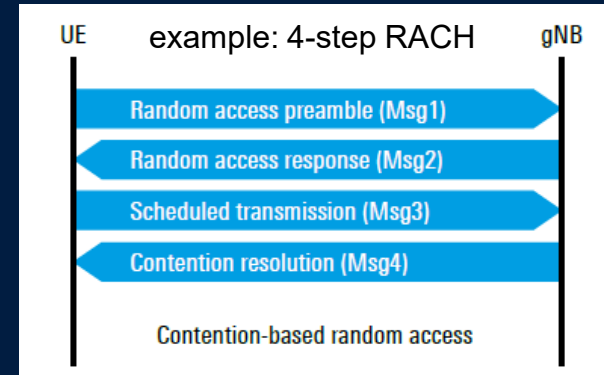 UE example: 4-step RACH gNB
Random access preamble (Msg1)
Random access response (Msg2)
Scheduled transmission (Msg3)
Contention resolution (Msg4)
Contention-based random access